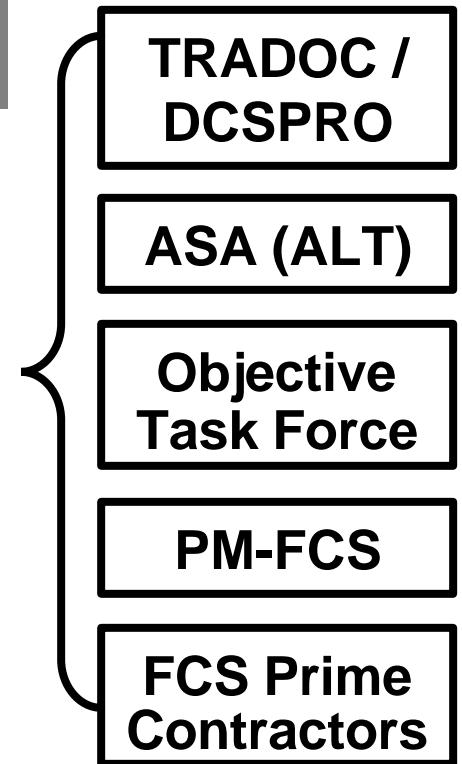 TRADOC /
DCSPRO
ASA (ALT)
Objective
Task Force
PM-FCS
FCS Prime
Contractors